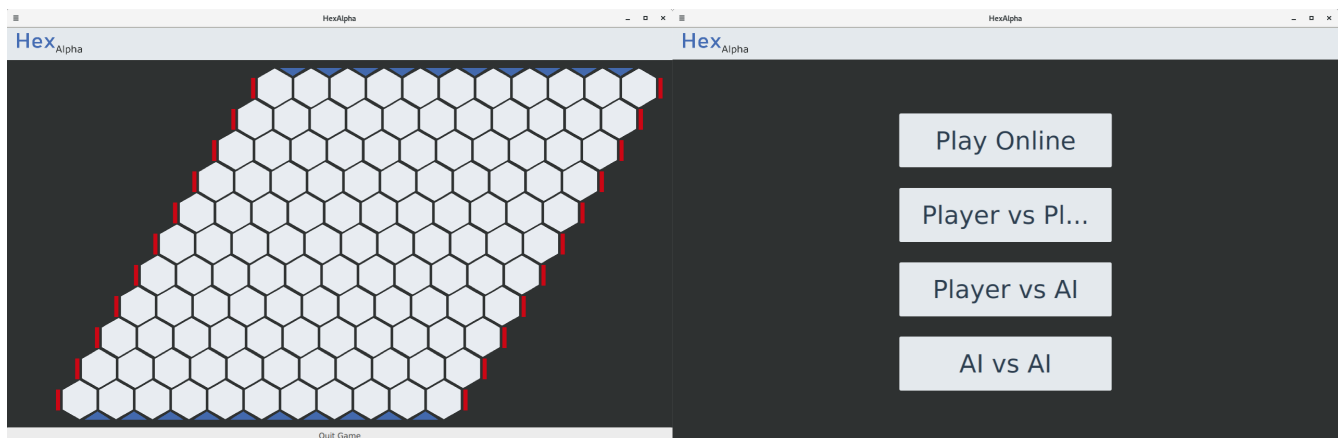 HexAlpha
Hex Alpha
Quit Game
HexAlpha
Hex Alpha
Play Online
Player vs Pl...
Player vs AI
AI vs AI